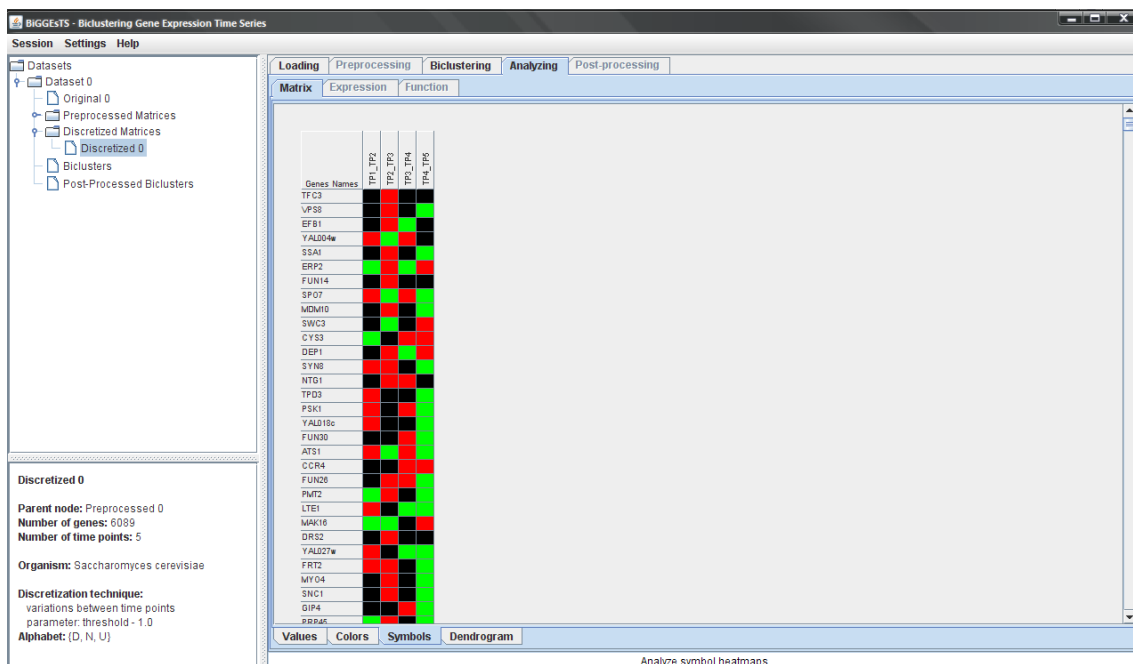 BiGGEsTS - Biclustering Gene Expression Time Series
Session Settings Help
Datasets
Dataset 0
Original 0
Preprocessed Matrices
Discretized Matrices
Discretized 0
Biclusters
Post-Processed Biclusters
Discretized 0
Parent node: Preprocessed 0
Number of genes: 6089
Number of time points: 5
Organism: Saccharomyces cerevisiae
Discretization technique:
variations between time points
parameter: threshold - 1.0
Alphabet: {D, N, U}
Loading Preprocessing Biclustering Analyzing Post-processing
Matrix Expression Function
Genes Names TP1_TP2 TP2_TP3 TP3_TP4 TP4_TP5
TFC3
VPS8
EFB1
YAL004w
SSA1
ERP2
FUN14
SPO7
MDM10
SWC3
CYS3
DEP1
SYN8
NTG1
TPD3
PSK1
YAL018c
FUN30
ATS1
CCR4
FUN26
PMT2
LTE1
MAK16
DRS2
YAL027w
FRT2
MYO4
SNC1
GIP4
PRP45
Values Colors Symbols Dendrogram
Analyze symbol heatmaps